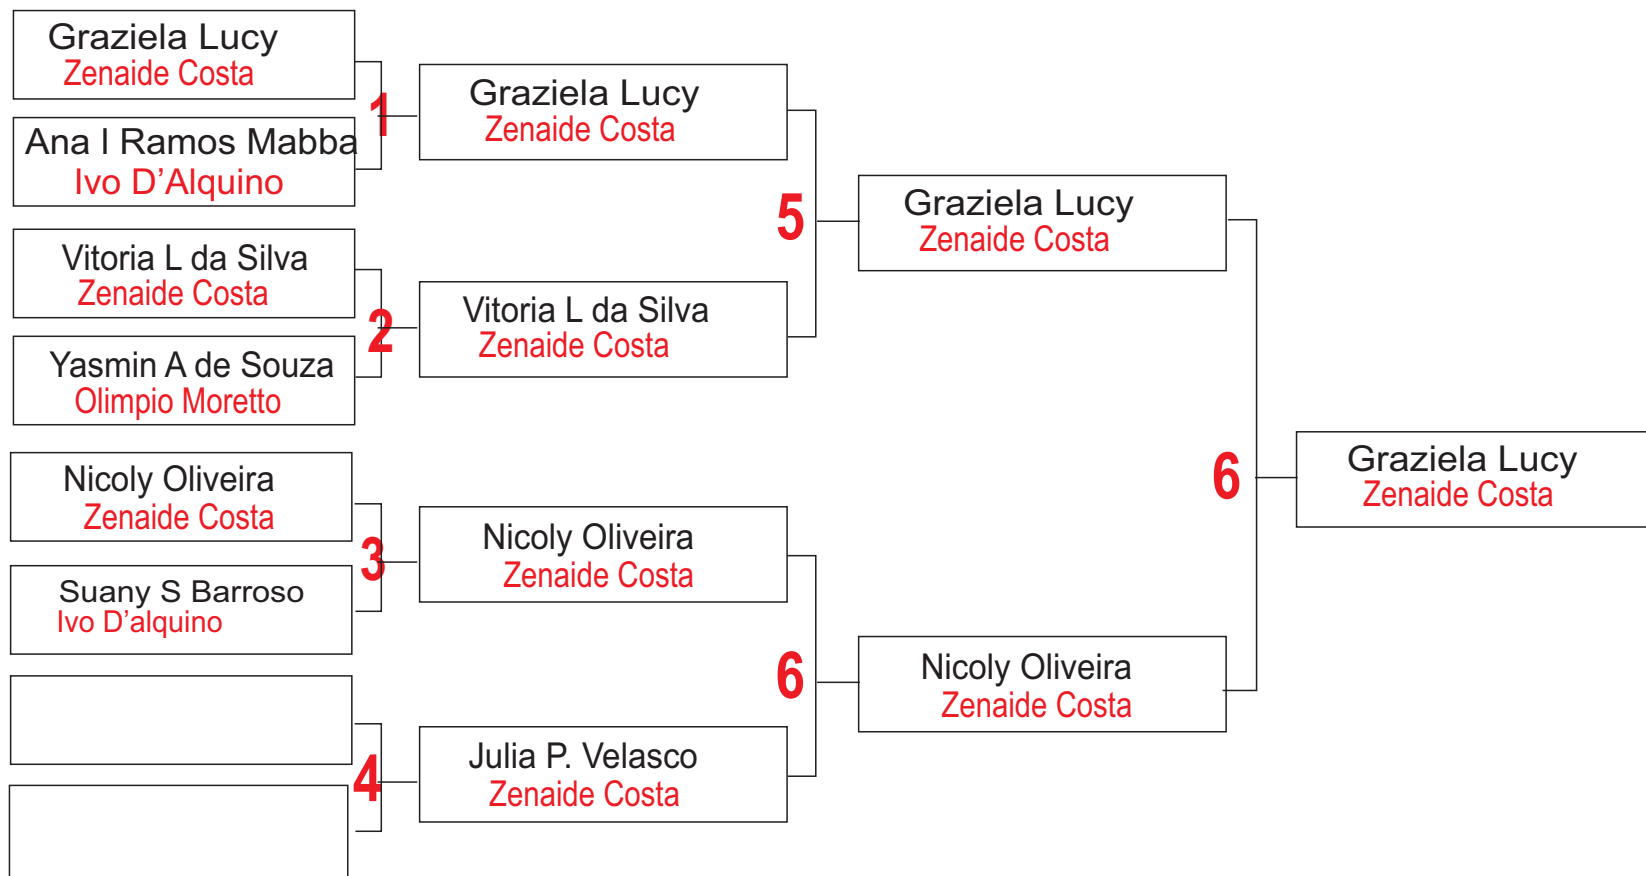 Graziela Lucy
Zenaide Costa
Ana I Ramos Mabba
Ivo D’Alquino
1
Vitoria L da Silva
Zenaide Costa
Yasmin A de Souza
Olimpio Moretto
2
Nicoly Oliveira
Zenaide Costa
Suany S Barroso
Ivo D’alquino
3
4
Graziela Lucy
Zenaide Costa
Vitoria L da Silva
Zenaide Costa
5
Nicoly Oliveira
Zenaide Costa
Julia P. Velasco
Zenaide Costa
6
Graziela Lucy
Zenaide Costa
Nicoly Oliveira
Zenaide Costa
6
Graziela Lucy
Zenaide Costa